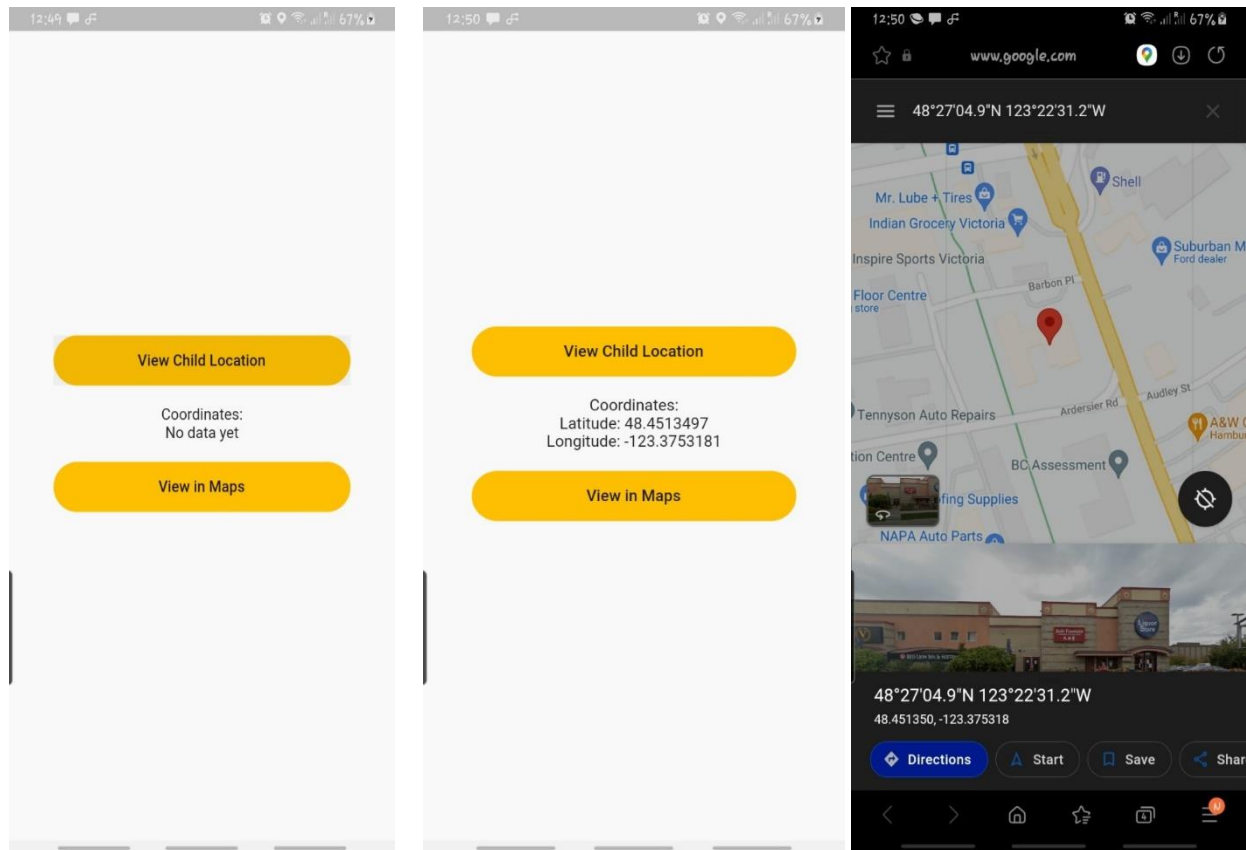 12:49
67%
View Child Location
Coordinates:
No data yet
View in Maps
12:50
67%
View Child Location
Coordinates:
Latitude: 48.4513497
Longitude: -123.3753181
View in Maps
12:50
67%
www.google.com
48°27'04.9"N 123°22'31.2"W
Shell
Mr. Lube + Tires
Indian Grocery Victoria
Suburban M
Ford dealer
Inspire Sports Victoria
Barbon Pl
Floor Centre
store
Audley St
Ardersier Rd
Tennyson Auto Repairs
A&W
Hambu
tion Centre
BC Assessment
fing Supplies
NAPA Auto Parts
Liquor
Store
48°27'04.9"N 123°22'31.2"W
48.451350, -123.375318
Directions
Start
Save
Shar
4
N